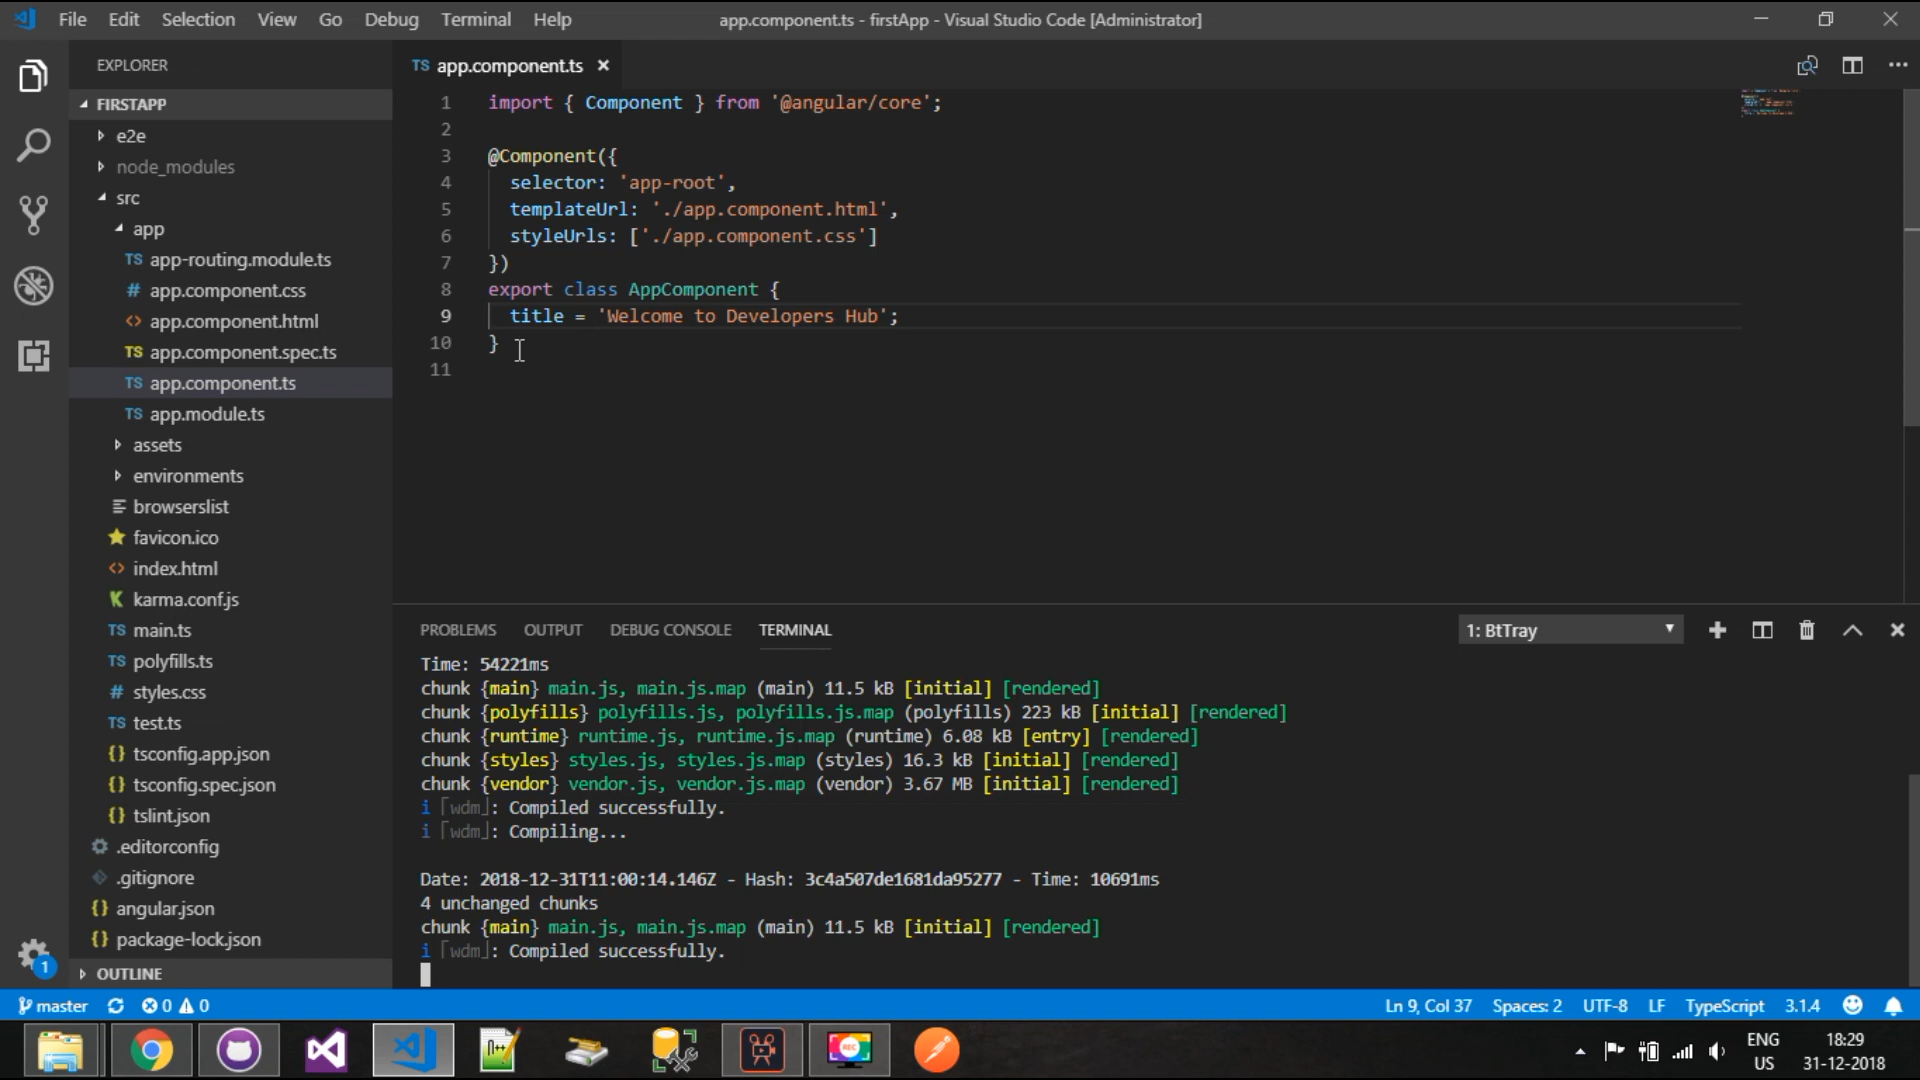 File Edit Selection View Go Debug Terminal Help
app.component.ts - firstApp - Visual Studio Code [Administrator]
EXPLORER
FIRSTAPP
e2e
node_modules
src
app
TS app-routing.module.ts
# app.component.css
<> app.component.html
TS app.component.spec.ts
TS app.component.ts
TS app.module.ts
assets
environments
browserslist
favicon.ico
<> index.html
K karma.conf.js
TS main.ts
TS polyfills.ts
# styles.css
TS test.ts
{} tsconfig.app.json
{} tsconfig.spec.json
{} tslint.json
.editorconfig
.gitignore
{} angular.json
{} package-lock.json
OUTLINE
1
TS app.component.ts ×
1 import { Component } from '@angular/core';
2
3 @Component({
4 selector: 'app-root',
5 templateUrl: './app.component.html',
6 styleUrls: ['./app.component.css']
7 })
8 export class AppComponent {
9 title = 'Welcome to Developers Hub';
10 }
11
PROBLEMS OUTPUT DEBUG CONSOLE TERMINAL
1: BtTray
Time: 54221ms
chunk {main} main.js, main.js.map (main) 11.5 kB [initial] [rendered]
chunk {polyfills} polyfills.js, polyfills.js.map (polyfills) 223 kB [initial] [rendered]
chunk {runtime} runtime.js, runtime.js.map (runtime) 6.08 kB [entry] [rendered]
chunk {styles} styles.js, styles.js.map (styles) 16.3 kB [initial] [rendered]
chunk {vendor} vendor.js, vendor.js.map (vendor) 3.67 MB [initial] [rendered]
i ｢wdm｣: Compiled successfully.
i ｢wdm｣: Compiling...
Date: 2018-12-31T11:00:14.146Z - Hash: 3c4a507de1681da95277 - Time: 10691ms
4 unchanged chunks
chunk {main} main.js, main.js.map (main) 11.5 kB [initial] [rendered]
i ｢wdm｣: Compiled successfully.
master 0 0
Ln 9, Col 37 Spaces: 2 UTF-8 LF TypeScript 3.1.4
N++
REC
ENG
US
18:29
31-12-2018